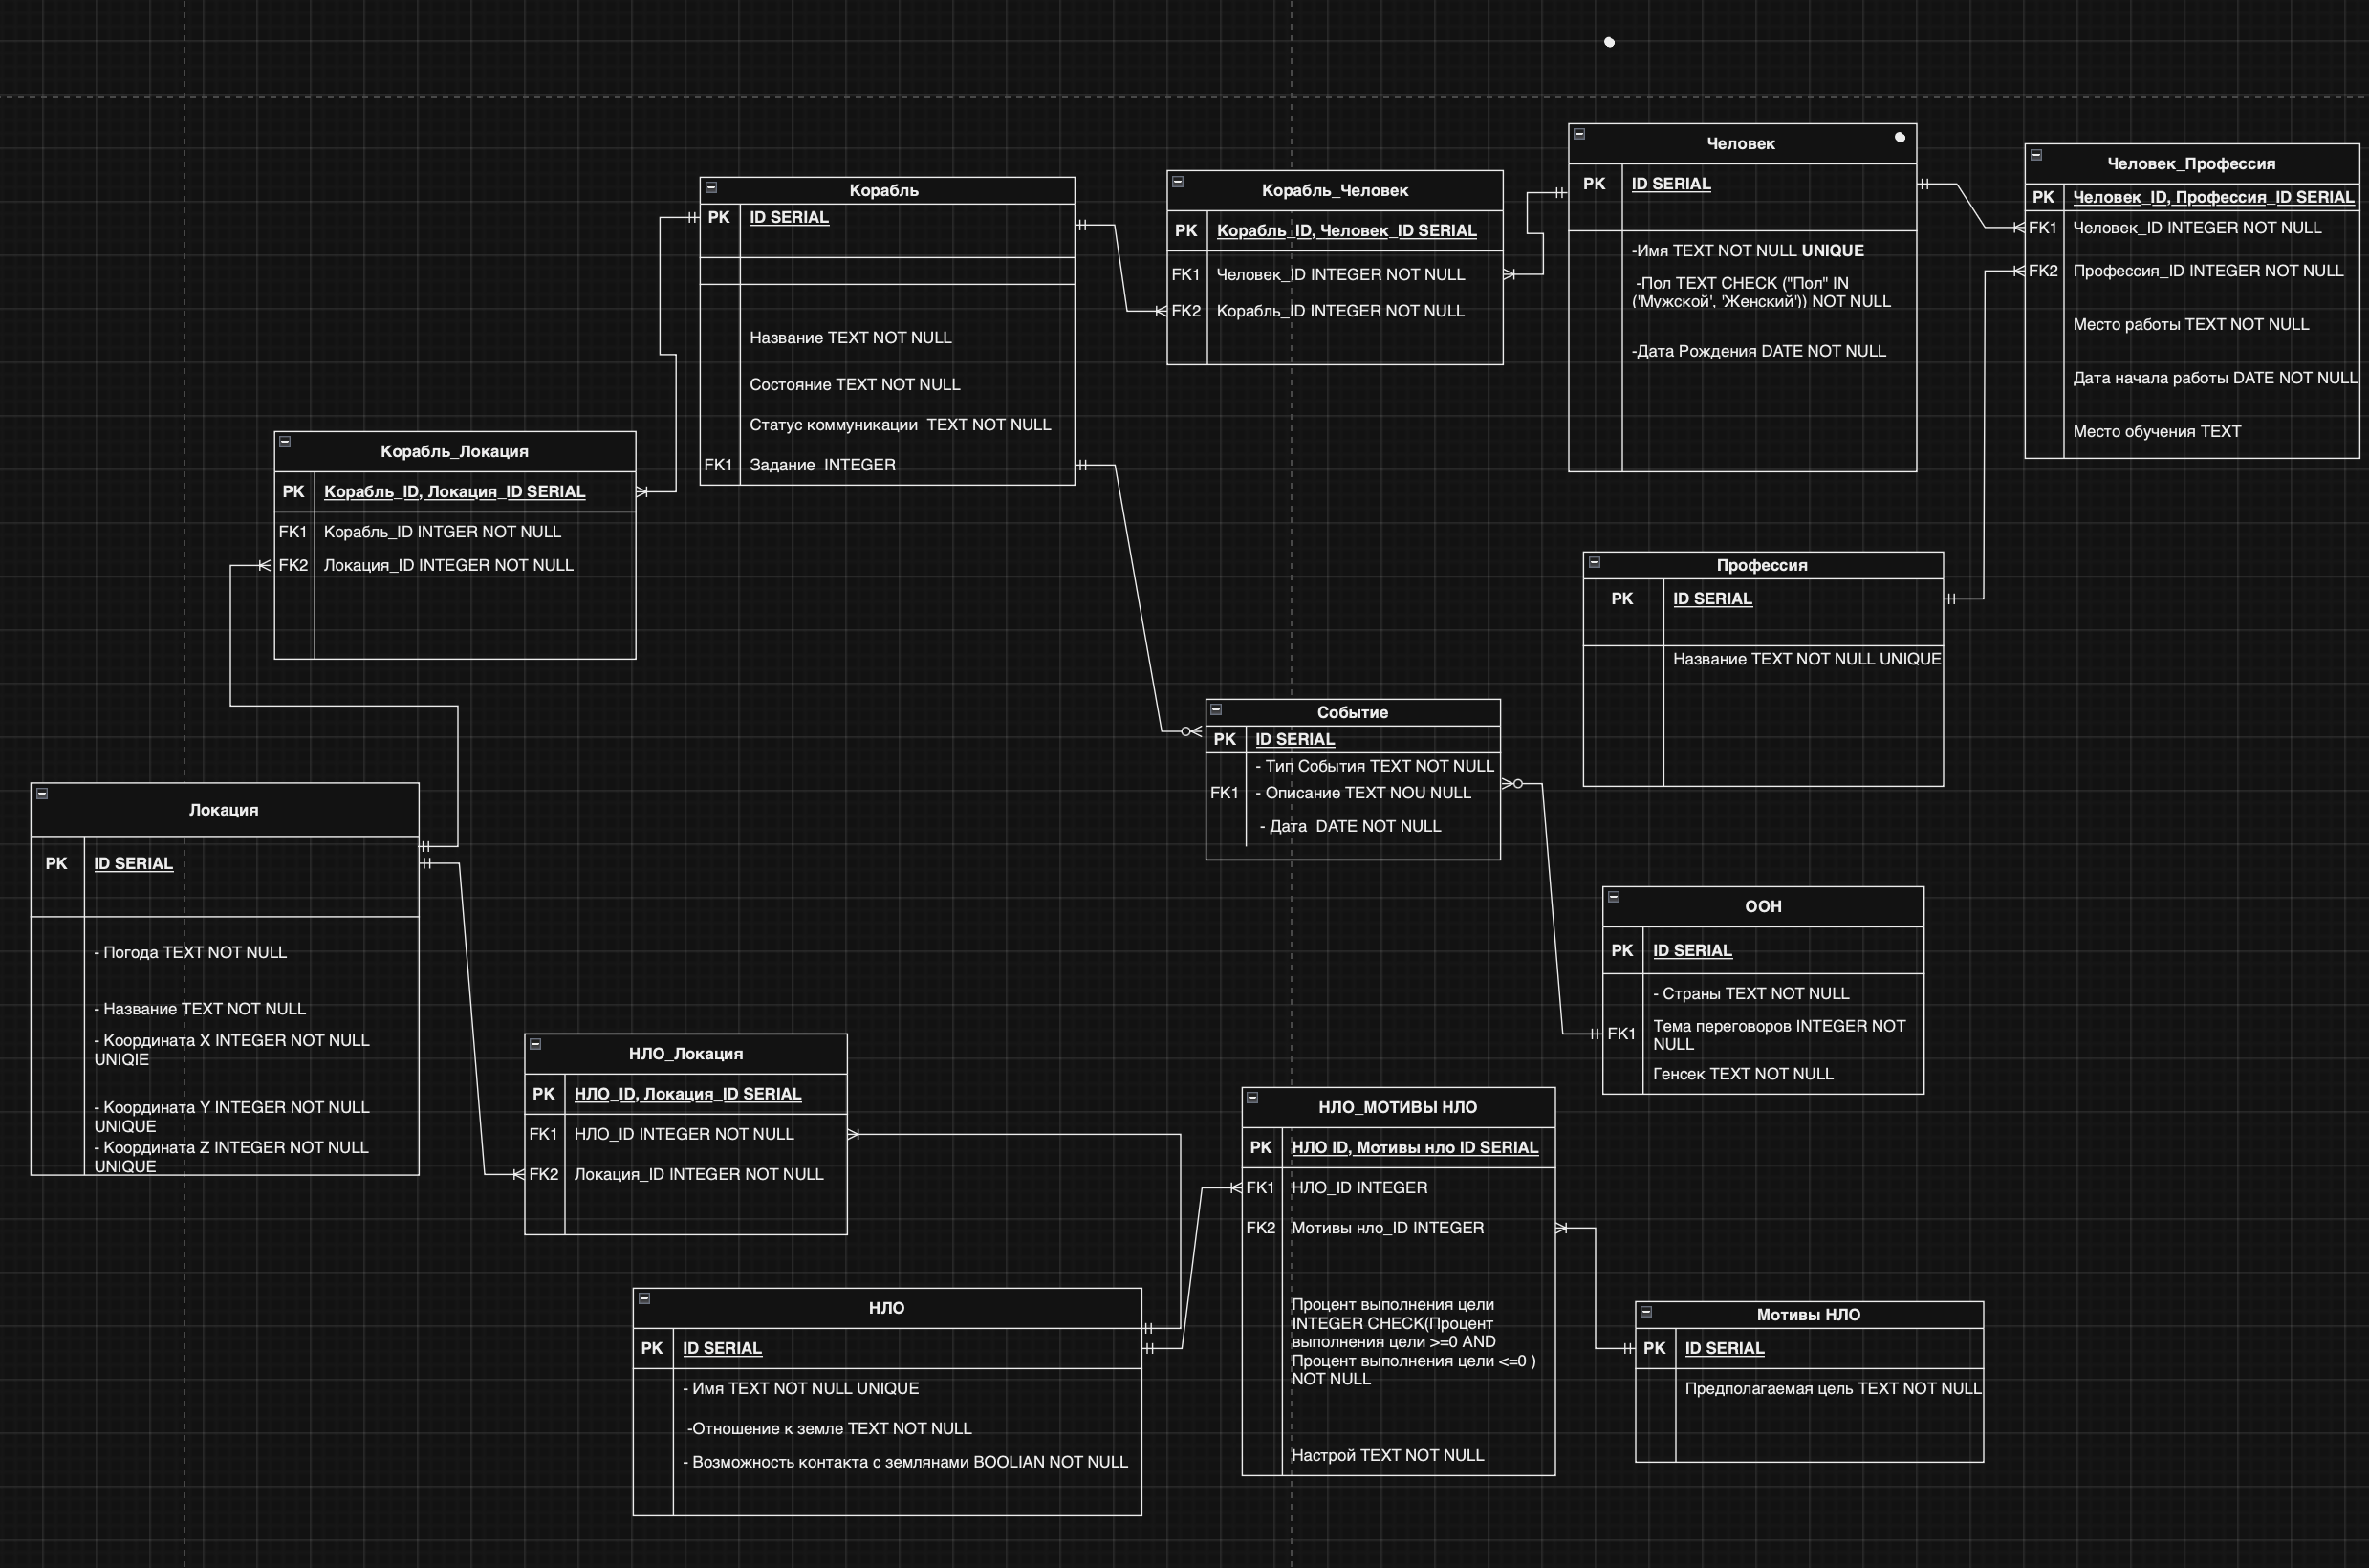 Человек
PK
ID SERIAL
-Имя TEXT NOT NULL UNIQUE
-Пол TEXT CHECK ("Пол" IN
('Мужской', 'Женский')) NOT NULL
-Дата Рождения DATE NOT NULL
Человек_Профессия
PK
Человек_ID, Профессия_ID SERIAL
FK1
Человек_ID INTEGER NOT NULL
FK2
Профессия_ID INTEGER NOT NULL
Место работы TEXT NOT NULL
Дата начала работы DATE NOT NULL
Место обучения TEXT
Корабль
PK
ID SERIAL
Название TEXT NOT NULL
Состояние TEXT NOT NULL
Статус коммуникации TEXT NOT NULL
FK1
Задание INTEGER
Корабль_Человек
PK
Корабль_ID, Человек_ID SERIAL
FK1
Человек_ID INTEGER NOT NULL
FK2
Корабль_ID INTEGER NOT NULL
Корабль_Локация
PK
Корабль_ID, Локация_ID SERIAL
FK1
Корабль_ID INTGER NOT NULL
FK2
Локация_ID INTEGER NOT NULL
Профессия
PK
ID SERIAL
Название TEXT NOT NULL UNIQUE
Событие
PK
ID SERIAL
- Тип События TEXT NOT NULL
FK1
- Описание TEXT NOU NULL
- Дата DATE NOT NULL
Локация
PK
ID SERIAL
- Погода TEXT NOT NULL
- Название TEXT NOT NULL
- Координата X INTEGER NOT NULL
UNIQIE
- Координата Y INTEGER NOT NULL
UNIQUE
- Координата Z INTEGER NOT NULL
UNIQUE
ООН
PK
ID SERIAL
- Страны TEXT NOT NULL
FK1
Тема переговоров INTEGER NOT
NULL
Генсек TEXT NOT NULL
НЛО_Локация
PK
НЛО_ID, Локация_ID SERIAL
FK1
НЛО_ID INTEGER NOT NULL
FK2
Локация_ID INTEGER NOT NULL
НЛО_МОТИВЫ НЛО
PK
НЛО ID, Мотивы нло ID SERIAL
FK1
НЛО_ID INTEGER
FK2
Мотивы нло_ID INTEGER
Процент выполнения цели
INTEGER CHECK(Процент
выполнения цели >=0 AND
Процент выполнения цели <=0 )
NOT NULL
Настрой TEXT NOT NULL
НЛО
PK
ID SERIAL
- Имя TEXT NOT NULL UNIQUE
-Отношение к земле TEXT NOT NULL
- Возможность контакта с землянами BOOLIAN NOT NULL
Мотивы НЛО
PK
ID SERIAL
Предполагаемая цель TEXT NOT NULL